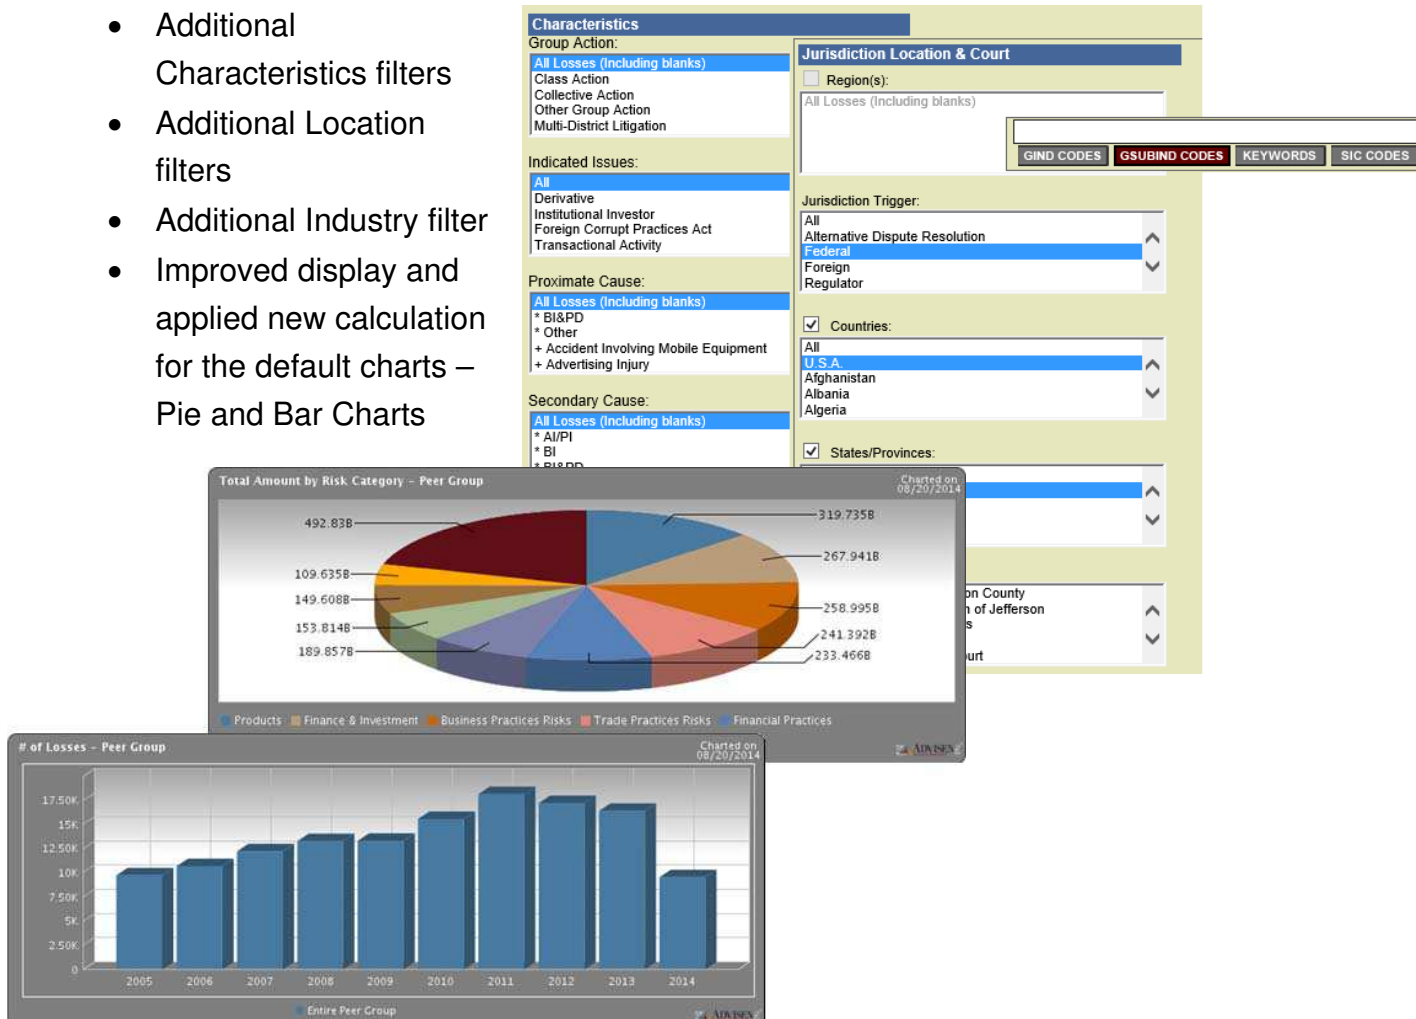 • Additional
Characteristics filters
• Additional Location
filters
• Additional Industry filter
• Improved display and
applied new calculation
for the default charts –
Pie and Bar Charts
Characteristics
Group Action:
All Losses (Including blanks)
Class Action
Collective Action
Other Group Action
Multi-District Litigation
Indicated Issues:
All
Derivative
Institutional Investor
Foreign Corrupt Practices Act
Transactional Activity
Proximate Cause:
All Losses (Including blanks)
* BI&PD
* Other
+ Accident Involving Mobile Equipment
+ Advertising Injury
Secondary Cause:
All Losses (Including blanks)
* AI/PI
* BI
* BI&PD
Jurisdiction Location & Court
Region(s):
All Losses (Including blanks)
GIND CODES GSUBIND CODES KEYWORDS SIC CODES
Jurisdiction Trigger:
All
Alternative Dispute Resolution
Federal
Foreign
Regulator
Countries:
All
U.S.A.
Afghanistan
Albania
Algeria
States/Provinces:
on County
n of Jefferson
s
urt
Total Amount by Risk Category - Peer Group
Charted on
08/20/2014
492.83B
319.735B
267.941B
109.635B
149.608B
258.995B
153.814B
241.392B
189.857B
233.466B
Products Finance & Investment Business Practices Risks Trade Practices Risks Financial Practices
ADVISEN
# of Losses - Peer Group
Charted on
08/20/2014
17.50K
15K
12.50K
10K
7.50K
5K
2.50K
0
2005 2006 2007 2008 2009 2010 2011 2012 2013 2014
Entire Peer Group
ADVISEN